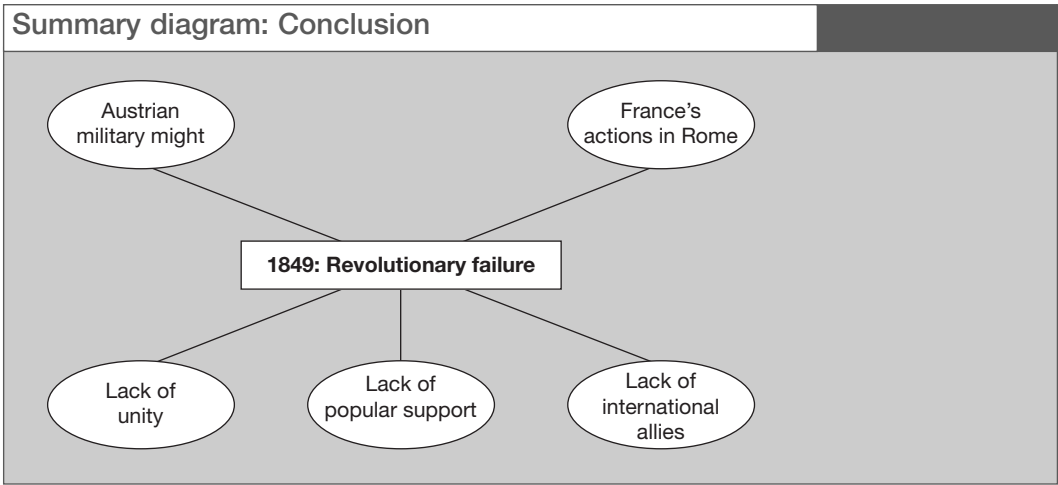 Summary diagram: Conclusion
Austrian
military might
France’s
actions in Rome
1849: Revolutionary failure
Lack of
unity
Lack of
popular support
Lack of
international
allies